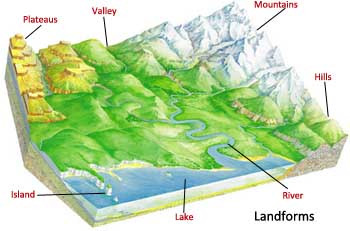 Mountains
Valley
Plateaus
Hills
Island
Lake
River
Landforms